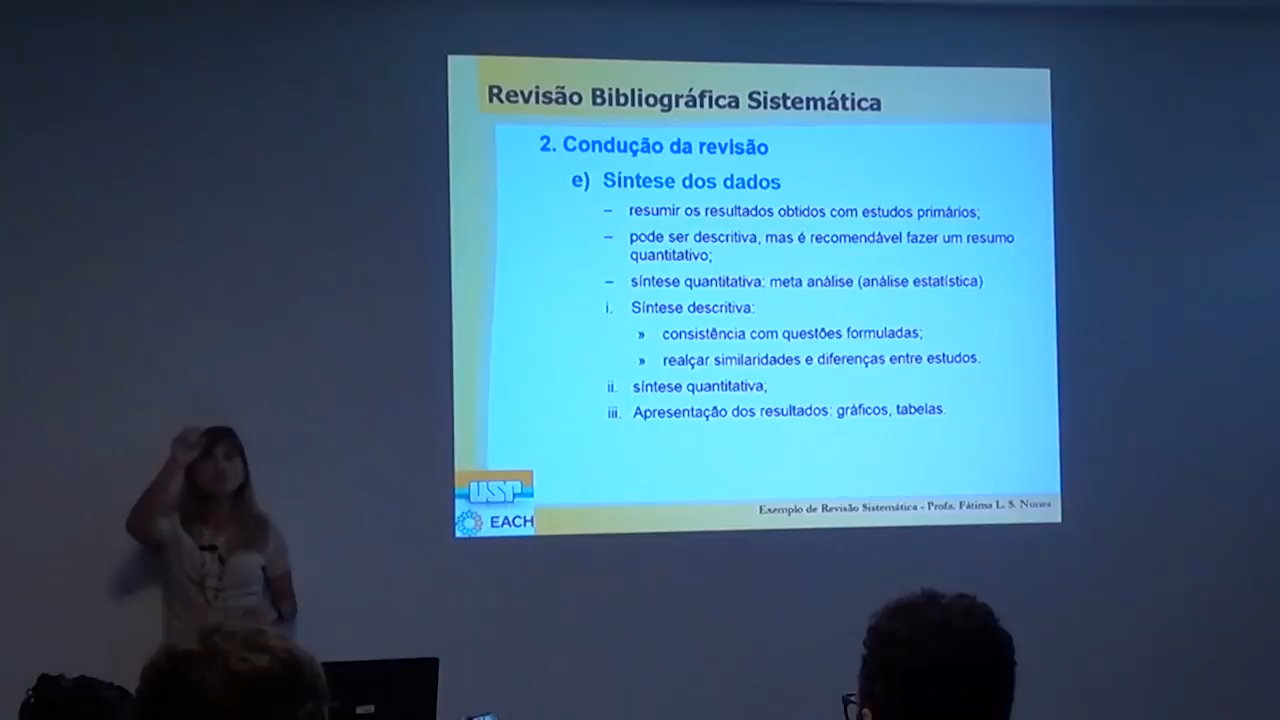 Revisão Bibliográfica Sistemática
2. Condução da revisão
e) Síntese dos dados
– resumir os resultados obtidos com estudos primários;
– pode ser descritiva, mas é recomendável fazer um resumo
quantitativo;
– síntese quantitativa: meta análise (análise estatística)
i. Síntese descritiva:
» consistência com questões formuladas;
» realçar similaridades e diferenças entre estudos.
ii. síntese quantitativa;
iii. Apresentação dos resultados: gráficos, tabelas.
USP
EACH
Exemplo de Revisão Sistemática - Profa. Fátima L. S. Nunes